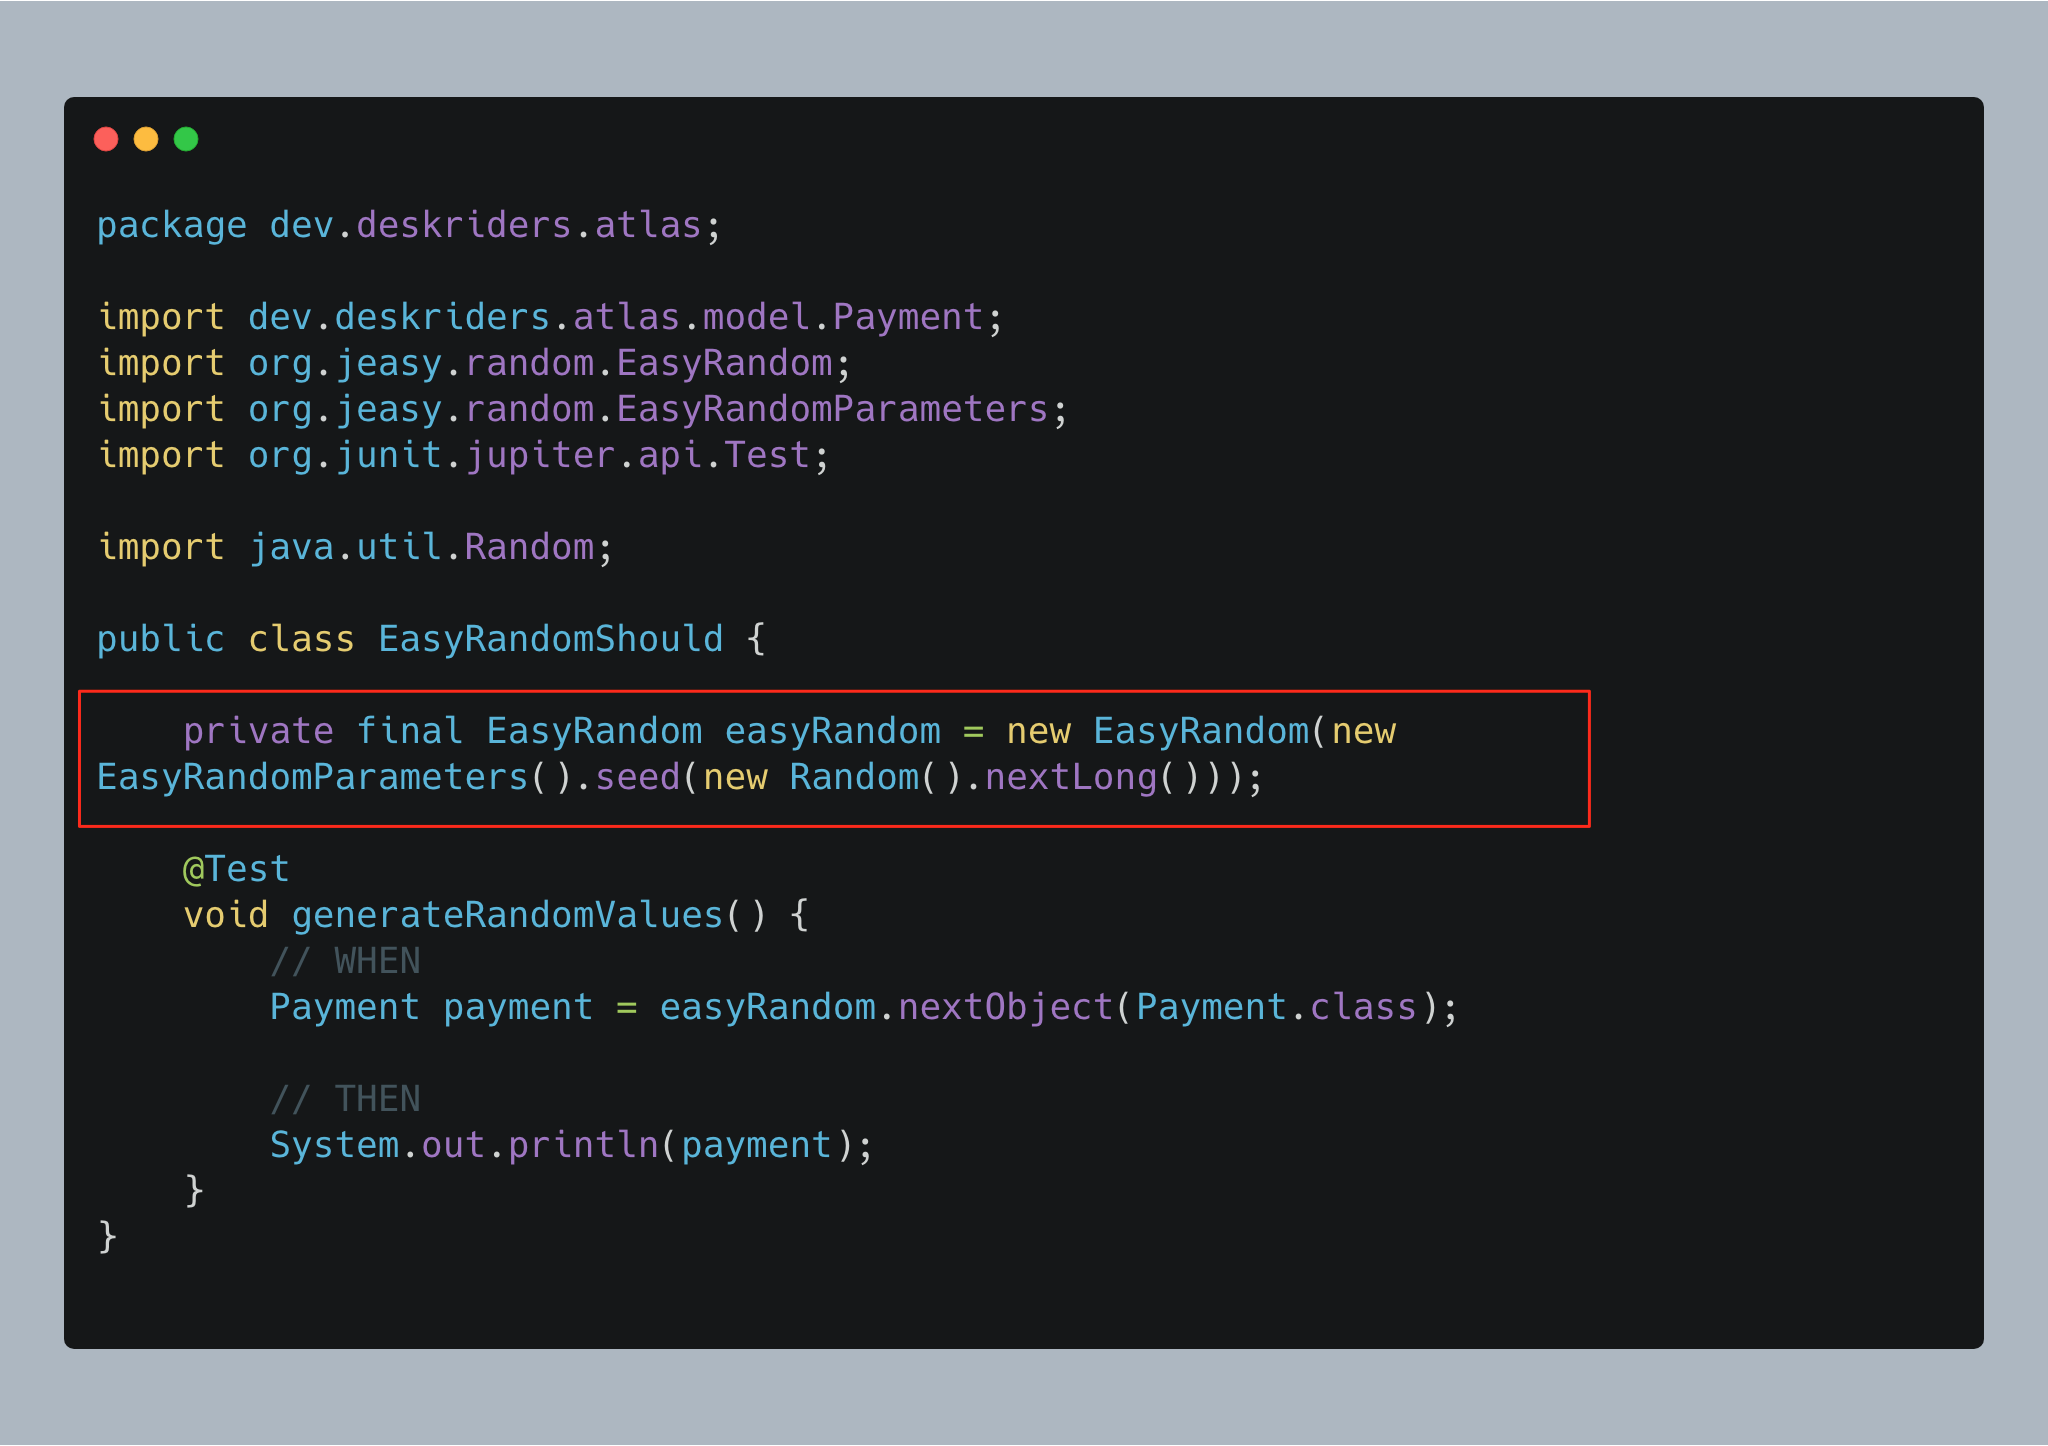 package dev.deskriders.atlas;
import dev.deskriders.atlas.model.Payment;
import org.jeasy.random.EasyRandom;
import org.jeasy.random.EasyRandomParameters;
import org.junit.jupiter.api.Test;
import java.util.Random;
public class EasyRandomShould {
    private final EasyRandom easyRandom = new EasyRandom(new
EasyRandomParameters().seed(new Random().nextLong()));
    @Test
    void generateRandomValues() {
        // WHEN
        Payment payment = easyRandom.nextObject(Payment.class);
        // THEN
        System.out.println(payment);
    }
}